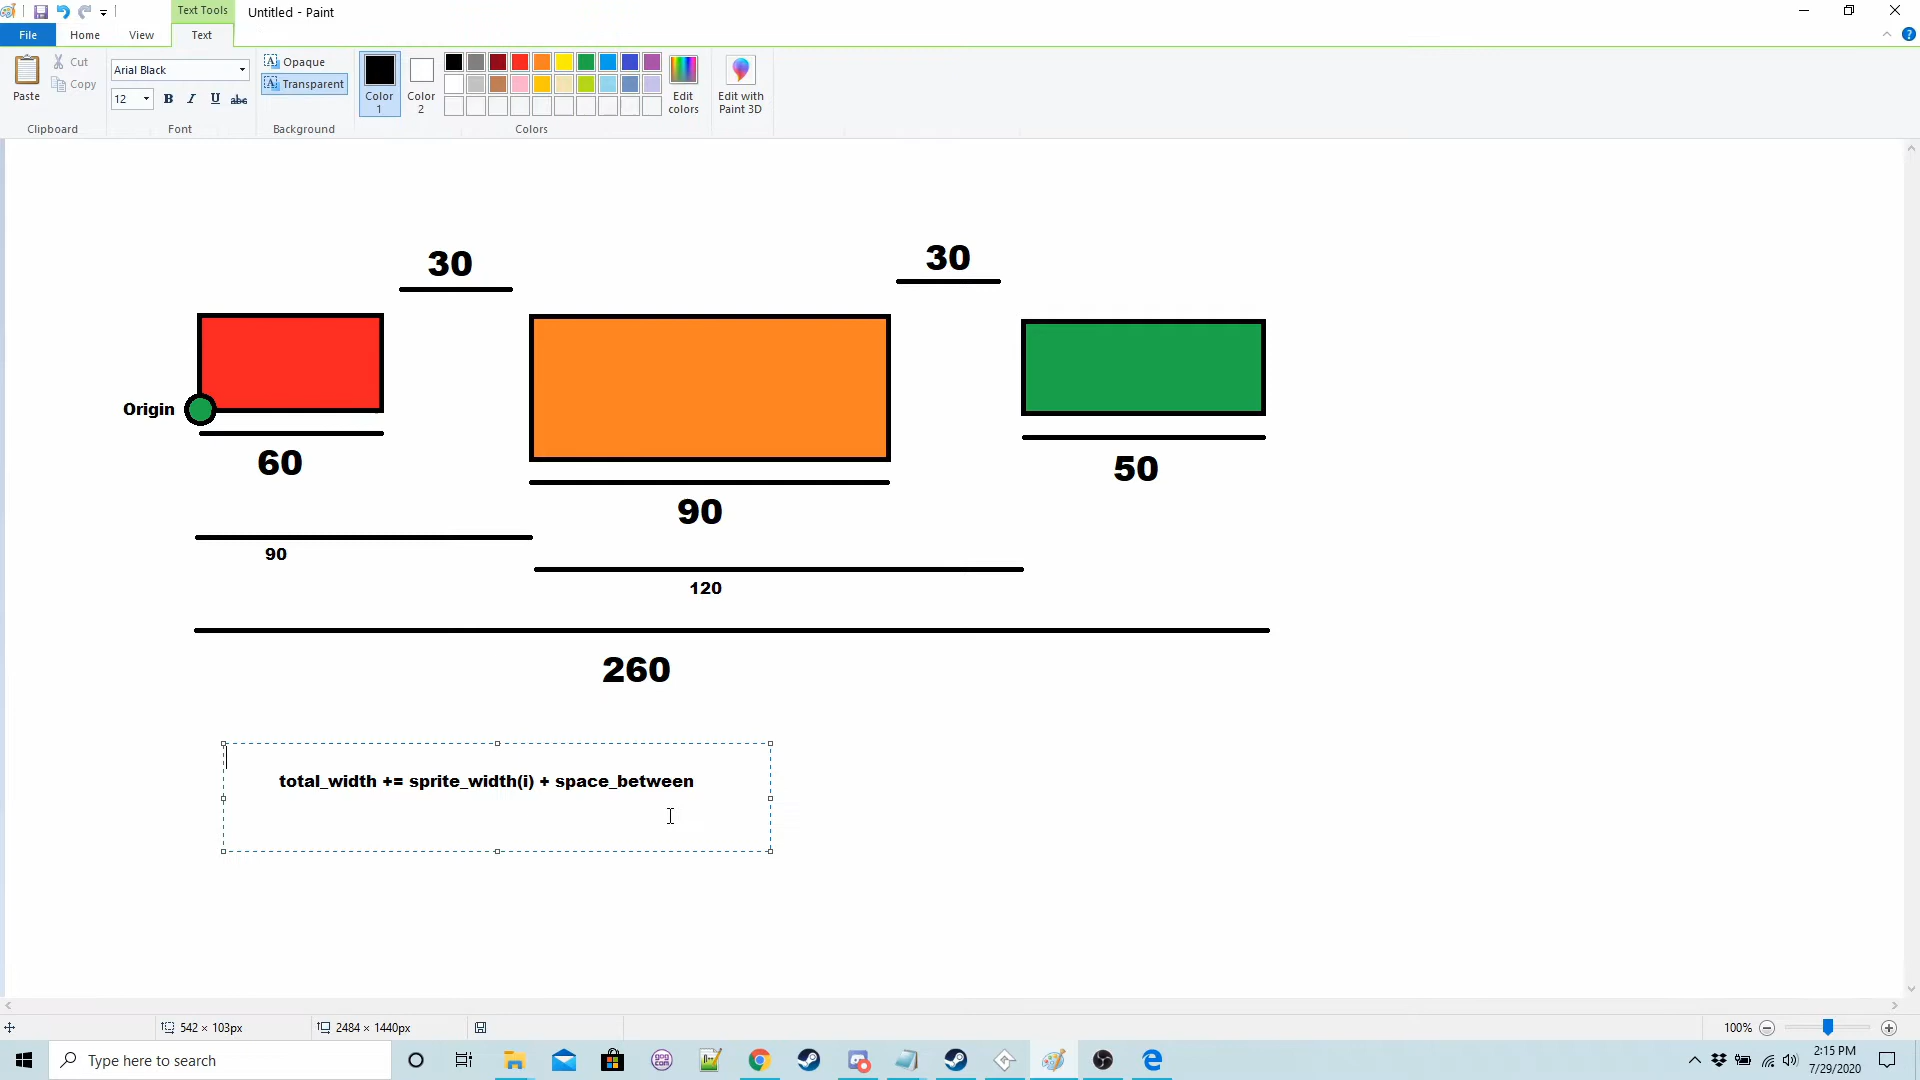 Text Tools
Untitled - Paint
File
Home
View
Text
Paste
Cut
Copy
Clipboard
Arial Black
12
B
I
U
abc
Font
Opaque
Transparent
Background
Color
1
Color
2
Colors
Edit
colors
Edit with
Paint 3D
30
30
Origin
60
90
50
90
120
260
total_width += sprite_width(i) + space_between
542 × 103px
2484 × 1440px
100%
Type here to search
2:15 PM
7/29/2020